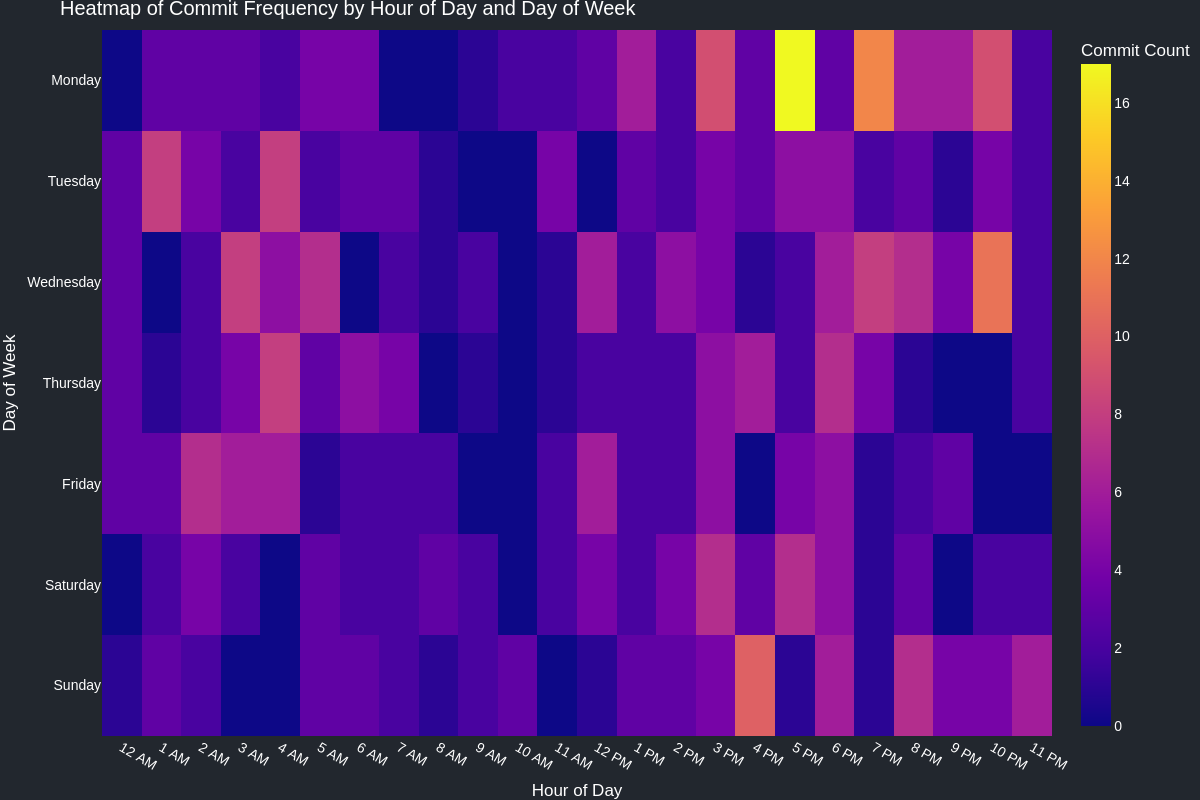 Heatmap of Commit Frequency by Hour of Day and Day of Week
Commit Count
16
14
12
10
8
6
4
2
0
Day of Week
Monday
Tuesday
Wednesday
Thursday
Friday
Saturday
Sunday
12 AM
1 AM
2 AM
3 AM
4 AM
5 AM
6 AM
7 AM
8 AM
9 AM
10 AM
11 AM
12 PM
1 PM
2 PM
3 PM
4 PM
5 PM
6 PM
7 PM
8 PM
9 PM
10 PM
11 PM
Hour of Day